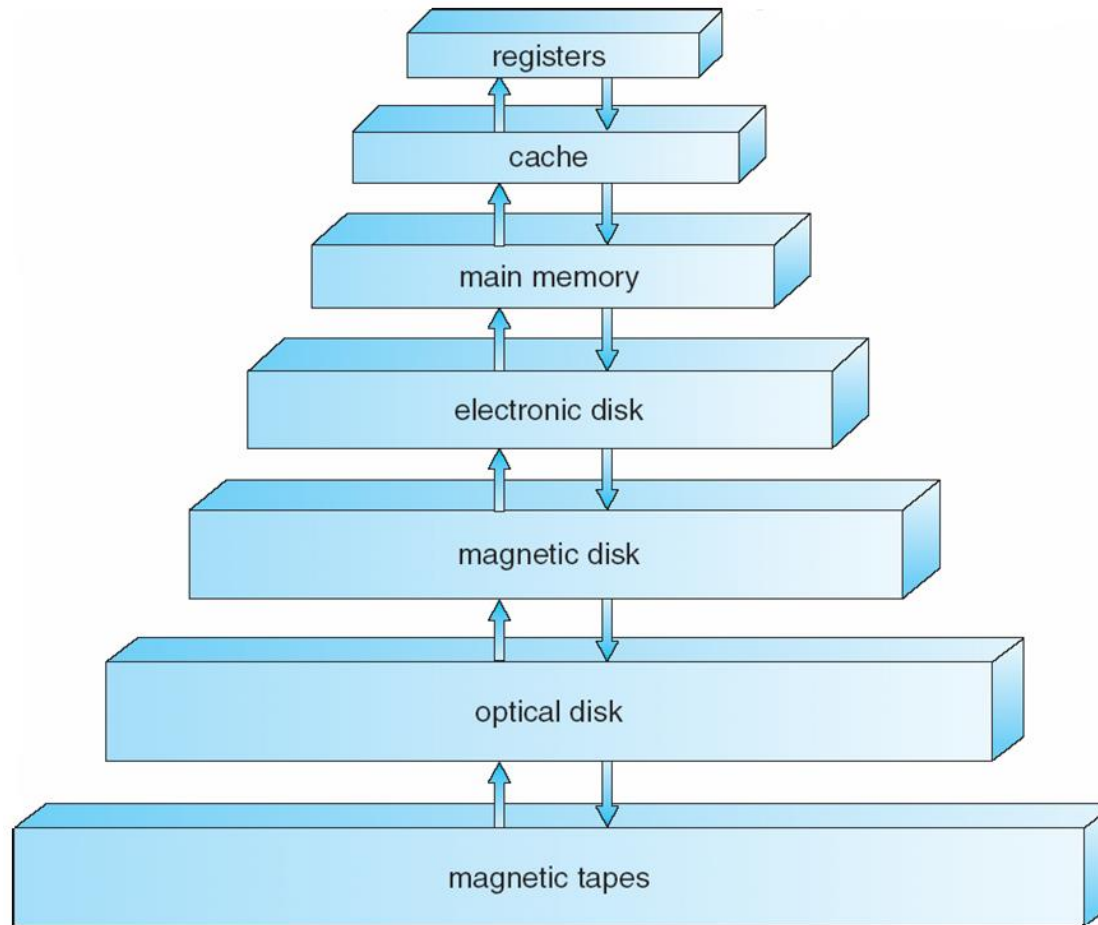 registers
cache
main memory
electronic disk
magnetic disk
optical disk
magnetic tapes